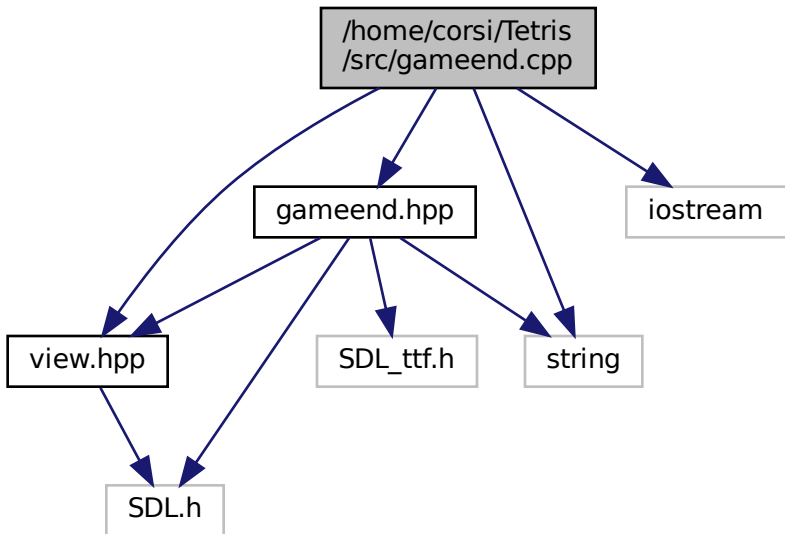 /home/corsi/Tetris
/src/gameend.cpp
gameend.hpp
iostream
view.hpp
SDL_ttf.h
string
SDL.h